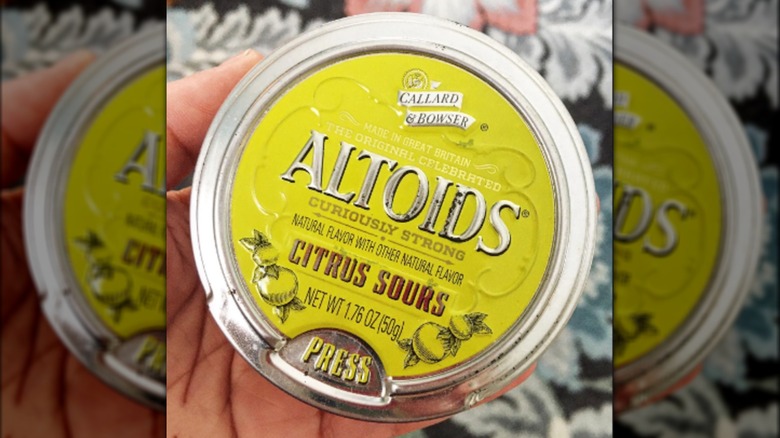 CALLARD
& BOWSER®
MADE IN GREAT BRITAIN
THE ORIGINAL CELEBRATED
ALTOIDS®
CURIOUSLY STRONG
NATURAL FLAVOR WITH OTHER NATURAL FLAVOR
CITRUS SOURS
NET WT 1.76 OZ (50g)
PRESS